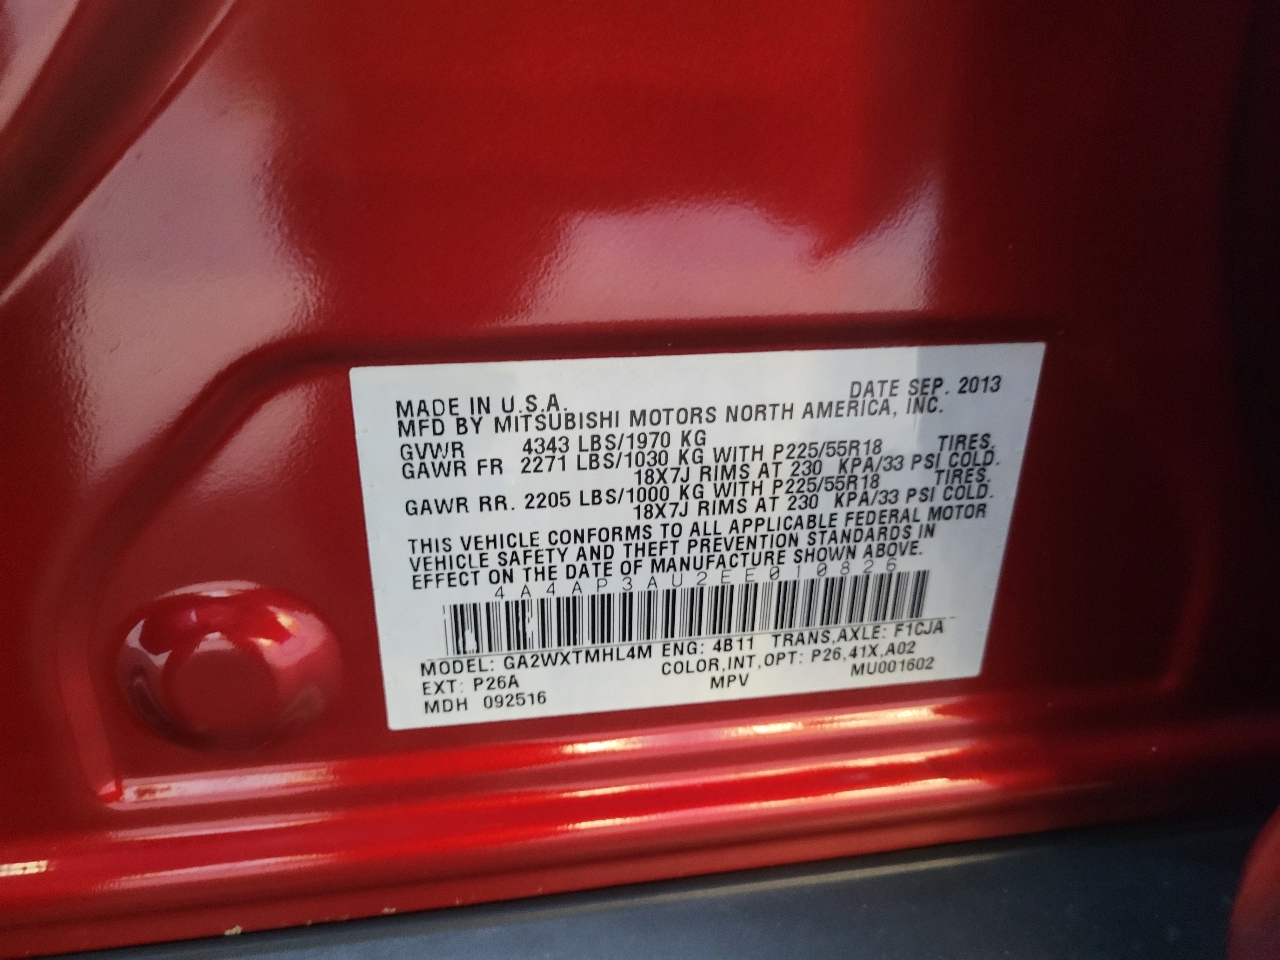 MADE IN U.S.A. DATE SEP. 2013
MFD BY MITSUBISHI MOTORS NORTH AMERICA, INC.
GVWR 4343 LBS/1970 KG
GAWR FR 2271 LBS/1030 KG WITH P225/55R18 TIRES.
18X7J RIMS AT 230 KPA/33 PSI COLD.
GAWR RR. 2205 LBS/1000 KG WITH P225/55R18 TIRES.
18X7J RIMS AT 230 KPA/33 PSI COLD.
THIS VEHICLE CONFORMS TO ALL APPLICABLE FEDERAL MOTOR
VEHICLE SAFETY AND THEFT PREVENTION STANDARDS IN
EFFECT ON THE DATE OF MANUFACTURE SHOWN ABOVE.
4A4AP3AU2EE010826
MODEL: GA2WXTMHL4M ENG: 4B11 TRANS,AXLE: F1CJA
EXT: P26A COLOR,INT,OPT: P26,41X,A02
MDH 092516 MPV MU001602